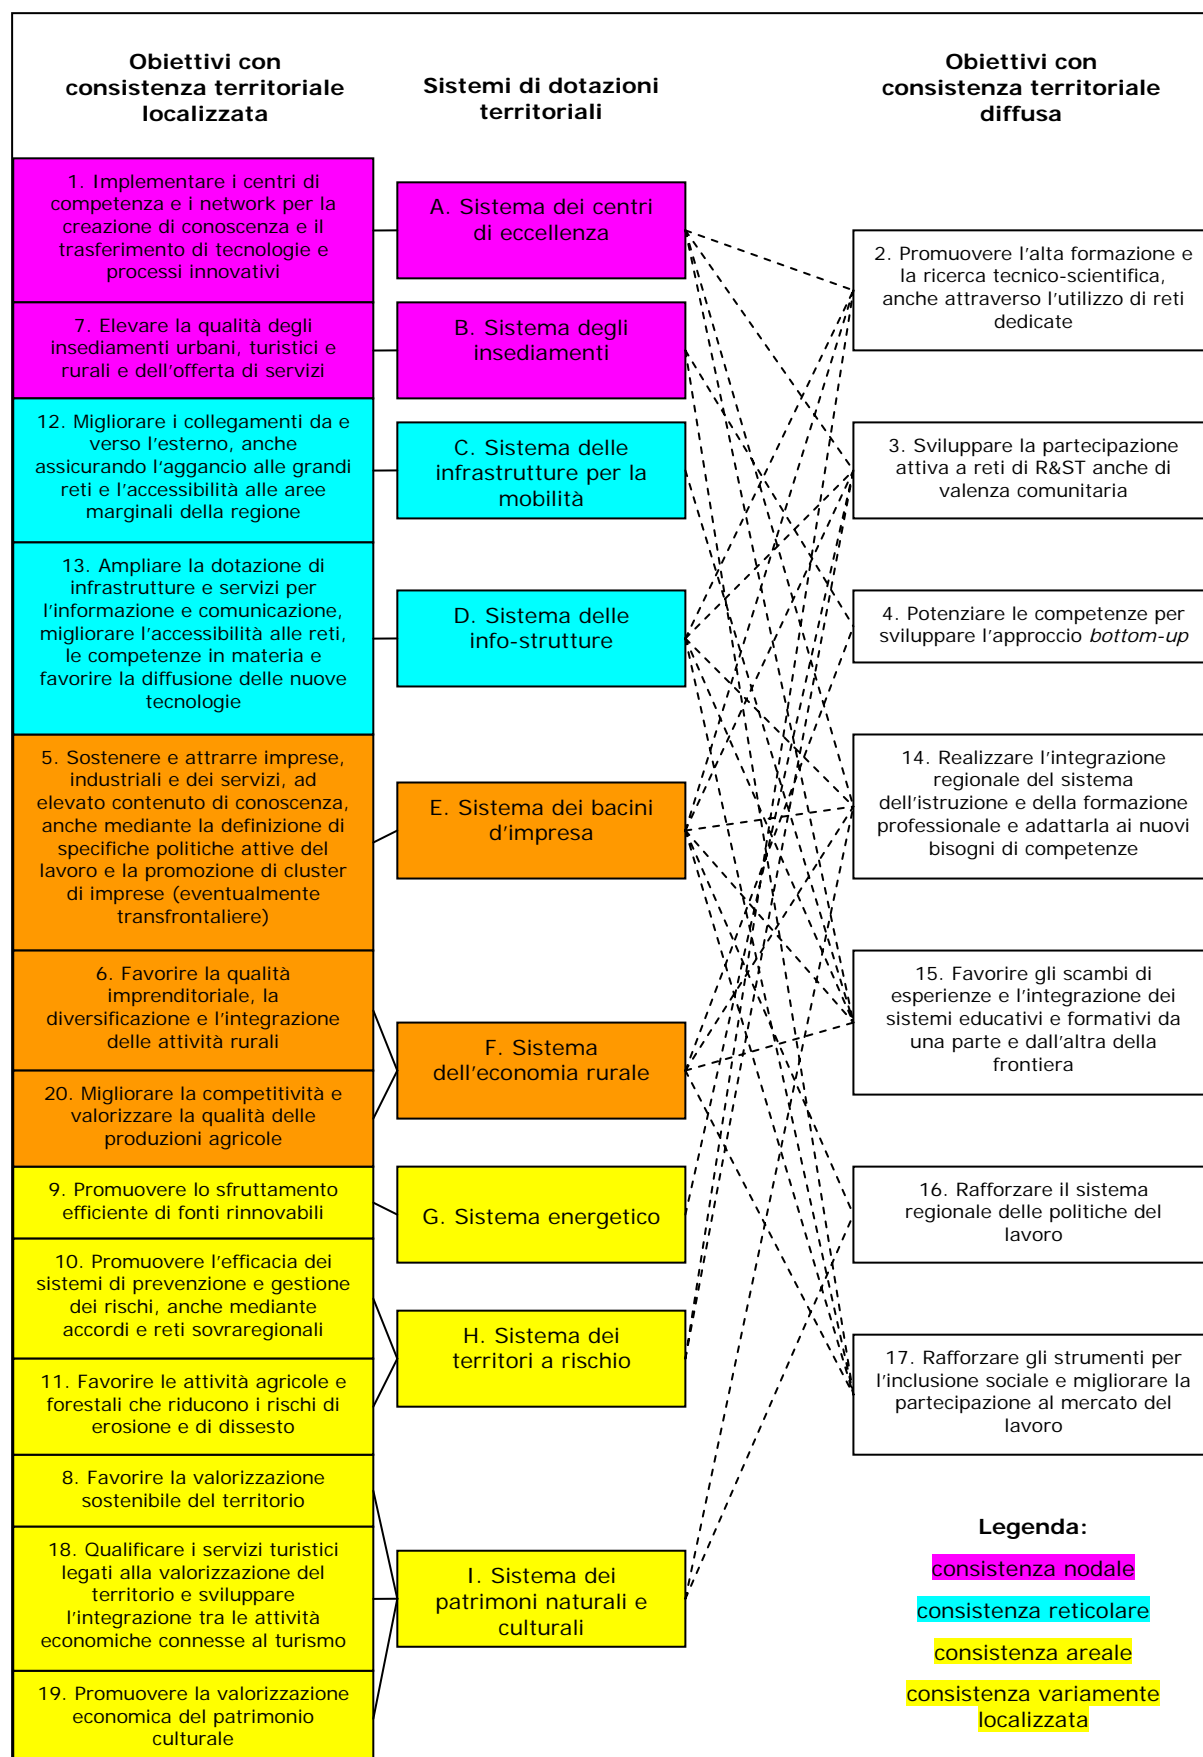 Obiettivi con
consistenza territoriale
localizzata
Sistemi di dotazioni
territoriali
Obiettivi con
consistenza territoriale
diffusa
1. Implementare i centri di
competenza e i network per la
creazione di conoscenza e il
trasferimento di tecnologie e
processi innovativi
7. Elevare la qualità degli
insediamenti urbani, turistici e
rurali e dell'offerta di servizi
12. Migliorare i collegamenti da e
verso l'esterno, anche
assicurando l'aggancio alle grandi
reti e l'accessibilità alle aree
marginali della regione
13. Ampliare la dotazione di
infrastrutture e servizi per
l'informazione e comunicazione,
migliorare l'accessibilità alle reti,
le competenze in materia e
favorire la diffusione delle nuove
tecnologie
5. Sostenere e attrarre imprese,
industriali e dei servizi, ad
elevato contenuto di conoscenza,
anche mediante la definizione di
specifiche politiche attive del
lavoro e la promozione di cluster
di imprese (eventualmente
transfrontaliere)
6. Favorire la qualità
imprenditoriale, la
diversificazione e l'integrazione
delle attività rurali
20. Migliorare la competitività e
valorizzare la qualità delle
produzioni agricole
9. Promuovere lo sfruttamento
efficiente di fonti rinnovabili
10. Promuovere l'efficacia dei
sistemi di prevenzione e gestione
dei rischi, anche mediante
accordi e reti sovraregionali
11. Favorire le attività agricole e
forestali che riducono i rischi di
erosione e di dissesto
8. Favorire la valorizzazione
sostenibile del territorio
18. Qualificare i servizi turistici
legati alla valorizzazione del
territorio e sviluppare
l'integrazione tra le attività
economiche connesse al turismo
19. Promuovere la valorizzazione
economica del patrimonio
culturale
A. Sistema dei centri
di eccellenza
B. Sistema degli
insediamenti
C. Sistema delle
infrastrutture per la
mobilità
D. Sistema delle
info-strutture
E. Sistema dei bacini
d'impresa
F. Sistema
dell'economia rurale
G. Sistema energetico
H. Sistema dei
territori a rischio
I. Sistema dei
patrimoni naturali e
culturali
2. Promuovere l'alta formazione e
la ricerca tecnico-scientifica,
anche attraverso l'utilizzo di reti
dedicate
3. Sviluppare la partecipazione
attiva a reti di R&ST anche di
valenza comunitaria
4. Potenziare le competenze per
sviluppare l'approccio bottom-up
14. Realizzare l'integrazione
regionale del sistema
dell'istruzione e della formazione
professionale e adattarla ai nuovi
bisogni di competenze
15. Favorire gli scambi di
esperienze e l'integrazione dei
sistemi educativi e formativi da
una parte e dall'altra della
frontiera
16. Rafforzare il sistema
regionale delle politiche del
lavoro
17. Rafforzare gli strumenti per
l'inclusione sociale e migliorare la
partecipazione al mercato del
lavoro
Legenda:
consistenza nodale
consistenza reticolare
consistenza areale
consistenza variamente
localizzata